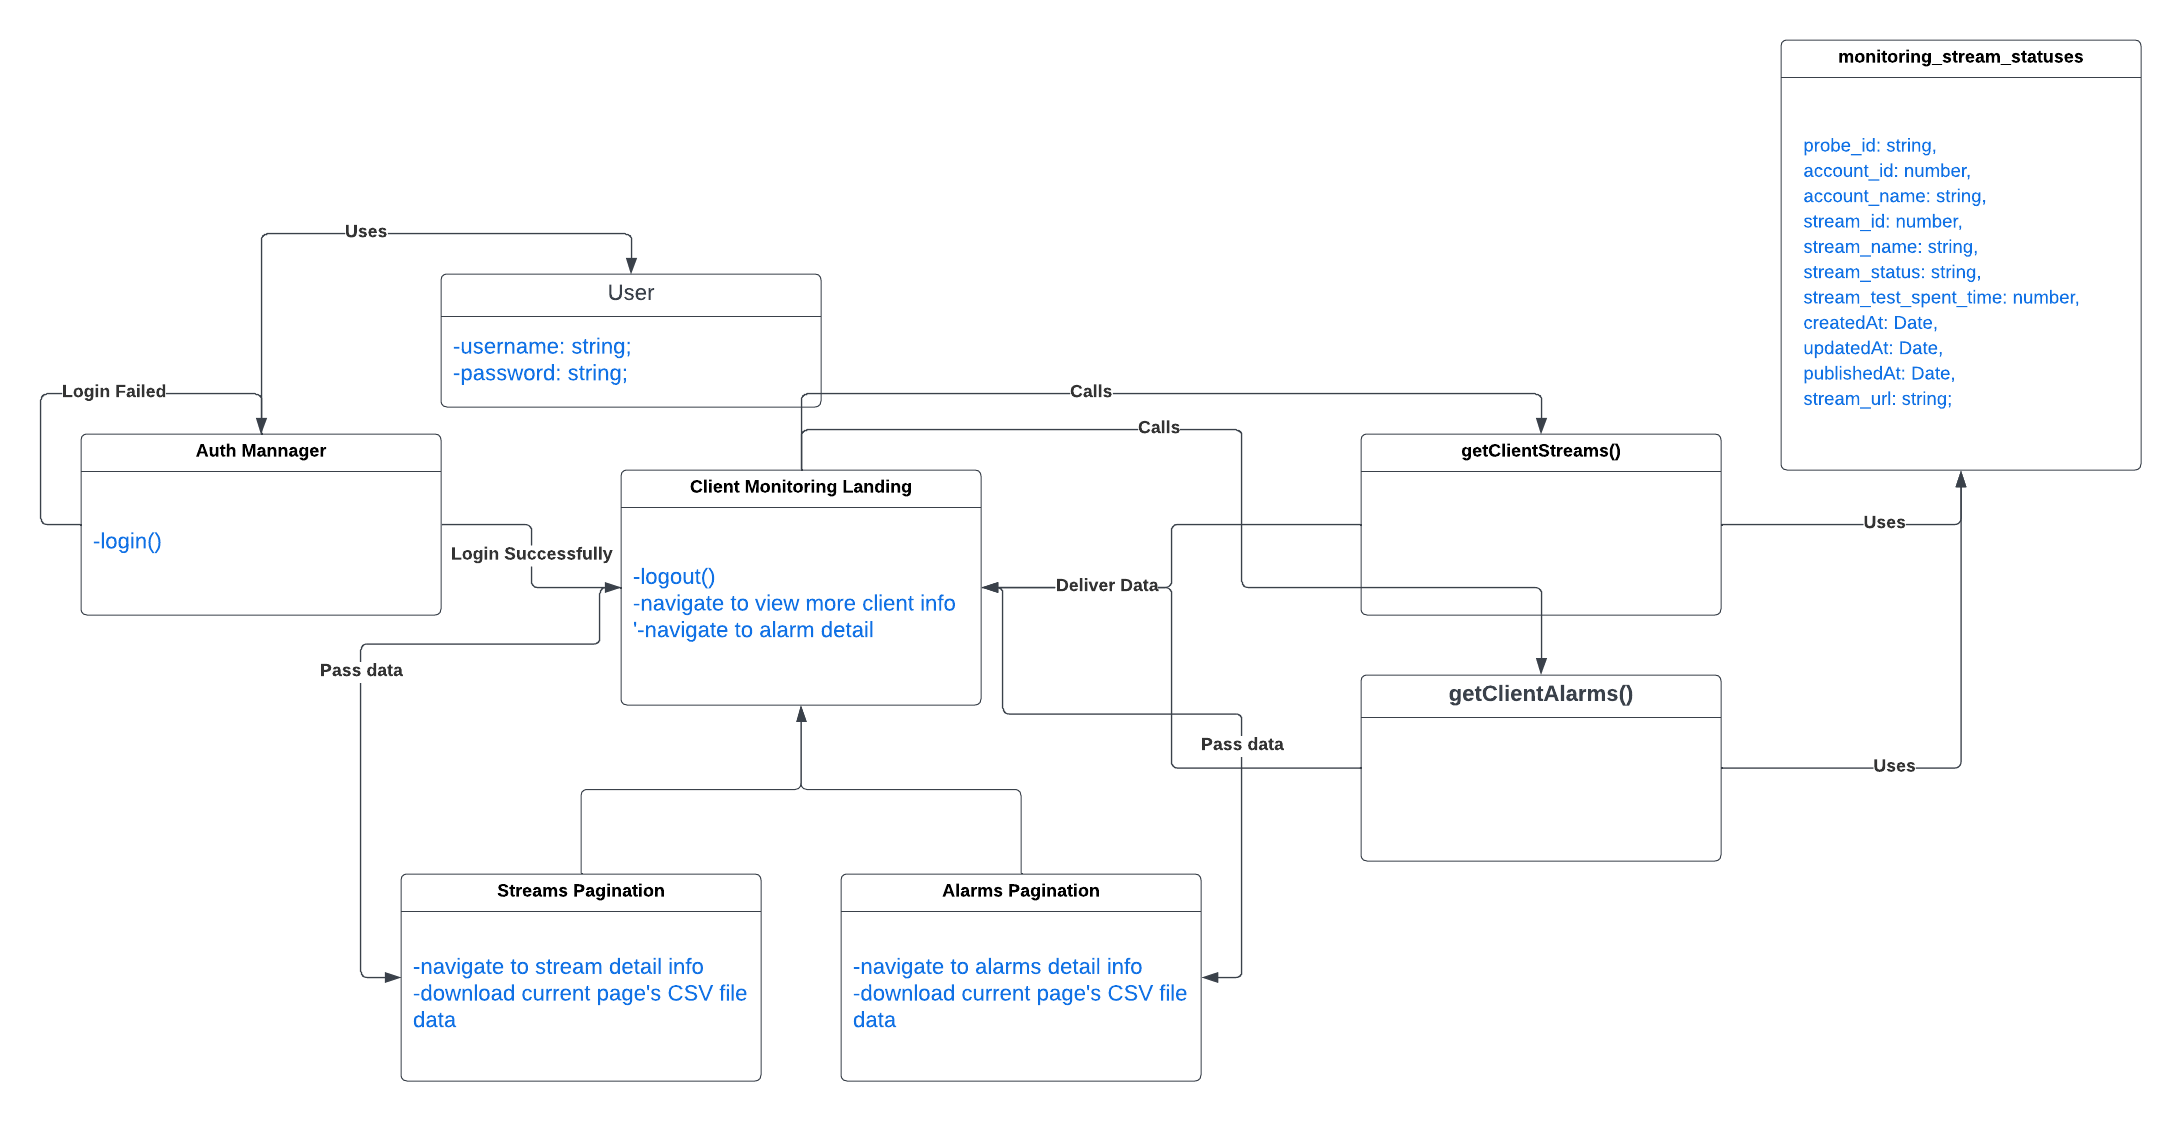 monitoring_stream_statuses
probe_id: string,
account_id: number,
account_name: string,
stream_id: number,
stream_name: string,
stream_status: string,
stream_test_spent_time: number,
createdAt: Date,
updatedAt: Date,
publishedAt: Date,
stream_url: string;
Uses
User
-username: string;
-password: string;
Login Failed
Calls
Calls
Auth Mannager
-login()
getClientStreams()
Client Monitoring Landing
-logout()
-navigate to view more client info
'-navigate to alarm detail
Uses
Login Successfully
Deliver Data
Pass data
getClientAlarms()
Pass data
Uses
Streams Pagination
-navigate to stream detail info
-download current page's CSV file
data
Alarms Pagination
-navigate to alarms detail info
-download current page's CSV file
data